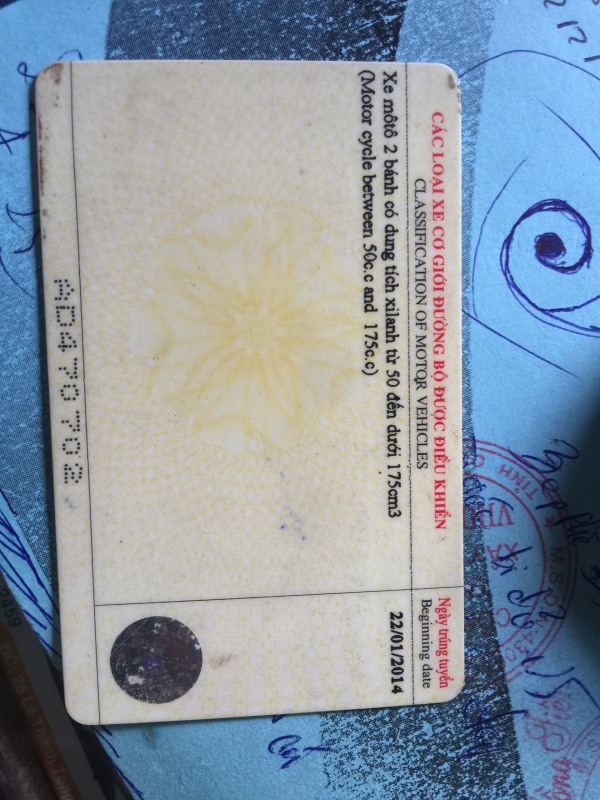 CÁC LOẠI XE CƠ GIỚI ĐƯỜNG BỘ ĐƯỢC ĐIỀU KHIỂN
CLASSIFICATION OF MOTOR VEHICLES
Ngày trúng tuyển
Beginning date
Xe môtô 2 bánh có dung tích xilanh từ 50 đến dưới 175cm3
(Motor cycle between 50c.c and 175c.c)
22/01/2014
AD470702
TỈNH
M.S
2459